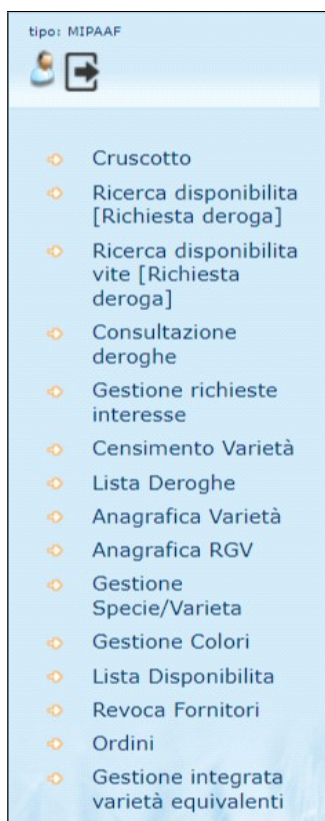 tipo: MIPAAF
Cruscotto
Ricerca disponibilita
[Richiesta deroga]
Ricerca disponibilita
vite [Richiesta
deroga]
Consultazione
deroghe
Gestione richieste
interesse
Censimento Varietà
Lista Deroghe
Anagrafica Varietà
Anagrafica RGV
Gestione
Specie/Varieta
Gestione Colori
Lista Disponibilita
Revoca Fornitori
Ordini
Gestione integrata
varietà equivalenti